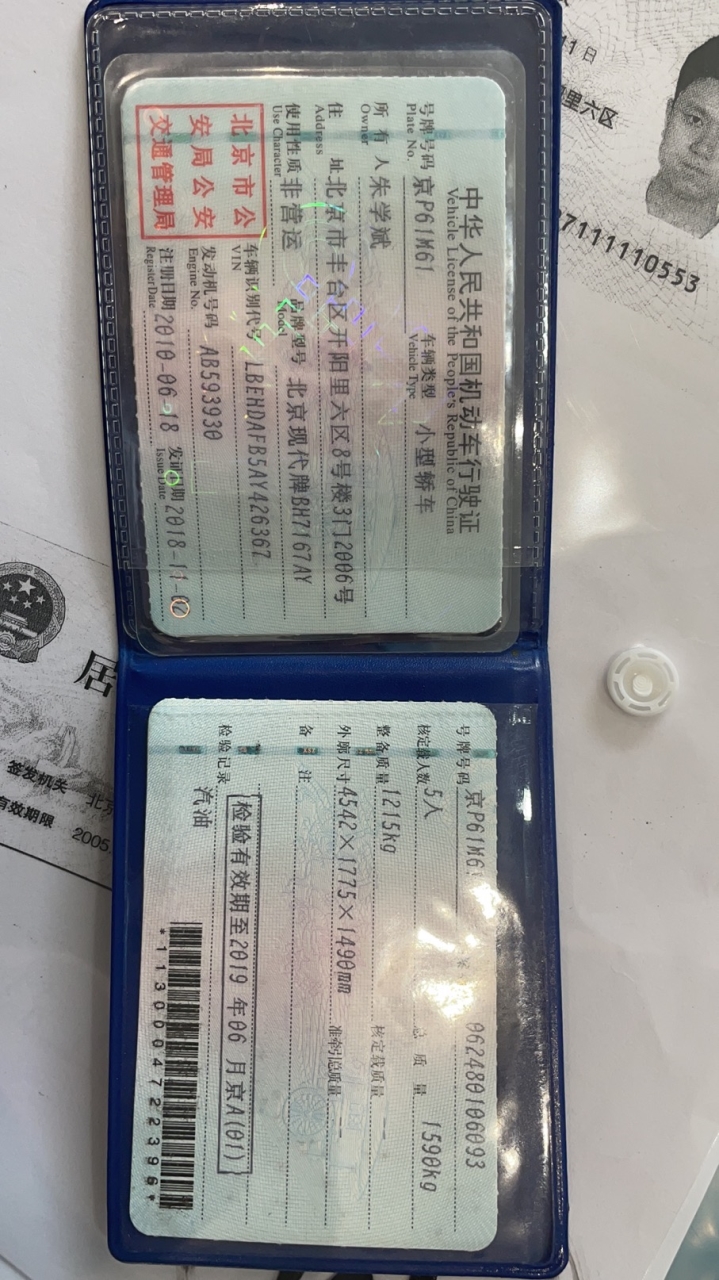 中华人民共和国机动车行驶证
Vehicle License of the People's Republic of China
号牌号码 京P61M61 车辆类型 小型轿车
Plate No. Vehicle Type
所有人 朱学斌
Owner
住址 北京市丰台区开阳里六区8号楼3门2006号
Address
使用性质 非营运 品牌型号 北京现代牌BH7167AY
Use Character Model
北京市公安局公安交通管理局
车辆识别代号 LBEHDAFB5AY426367
VIN
发动机号码 AB593930
Engine No.
注册日期 2010-06-18 发证日期 2018-11-02
Register Date Issue Date
号牌号码 京P61M61 062480106093
核定载人数 5人 总质量 1590kg
整备质量 1215kg 核定载质量 --
外廓尺寸 4542×1775×1490mm 准牵引总质量 --
备注
检验有效期至2019年06月京A(01)
检验记录
汽油
*1130004722396*
11日
里六区
7111110553
居
签发机关 北京
有效期限 2005.